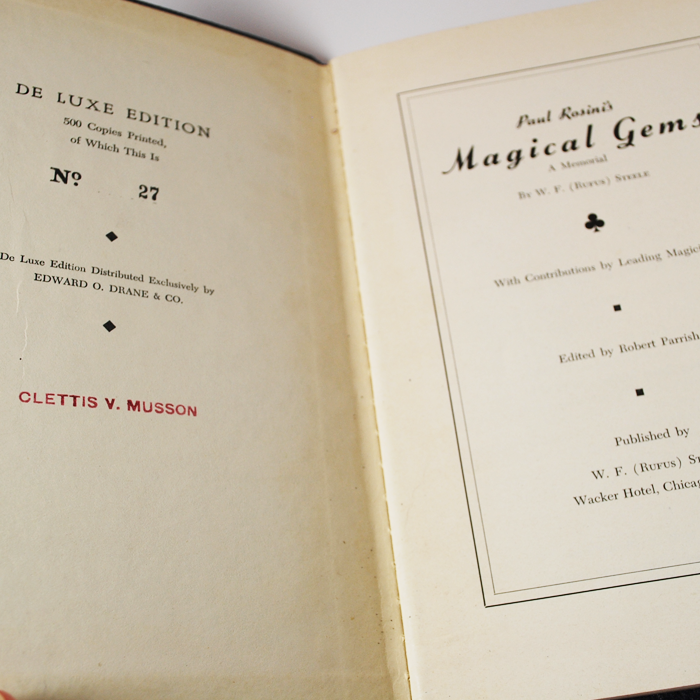 DE LUXE EDITION
500 Copies Printed,
of Which This Is
Nº 27
De Luxe Edition Distributed Exclusively by
EDWARD O. DRANE & CO.
CLETTIS V. MUSSON
Paul Rosini's
Magical Gems
A Memorial
By W. F. (Rufus) Steele
With Contributions by Leading
Edited by Robert Parrish
Published by
W. F. (Rufus)
Wacker Hotel,